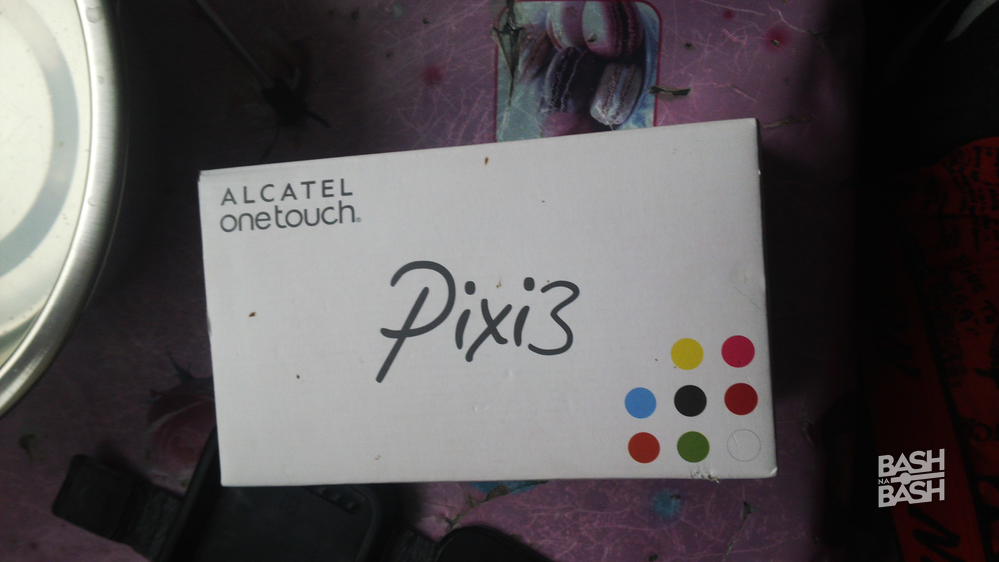 ALCATEL
onetouch.
Pixi3
BASH
NA
BASH